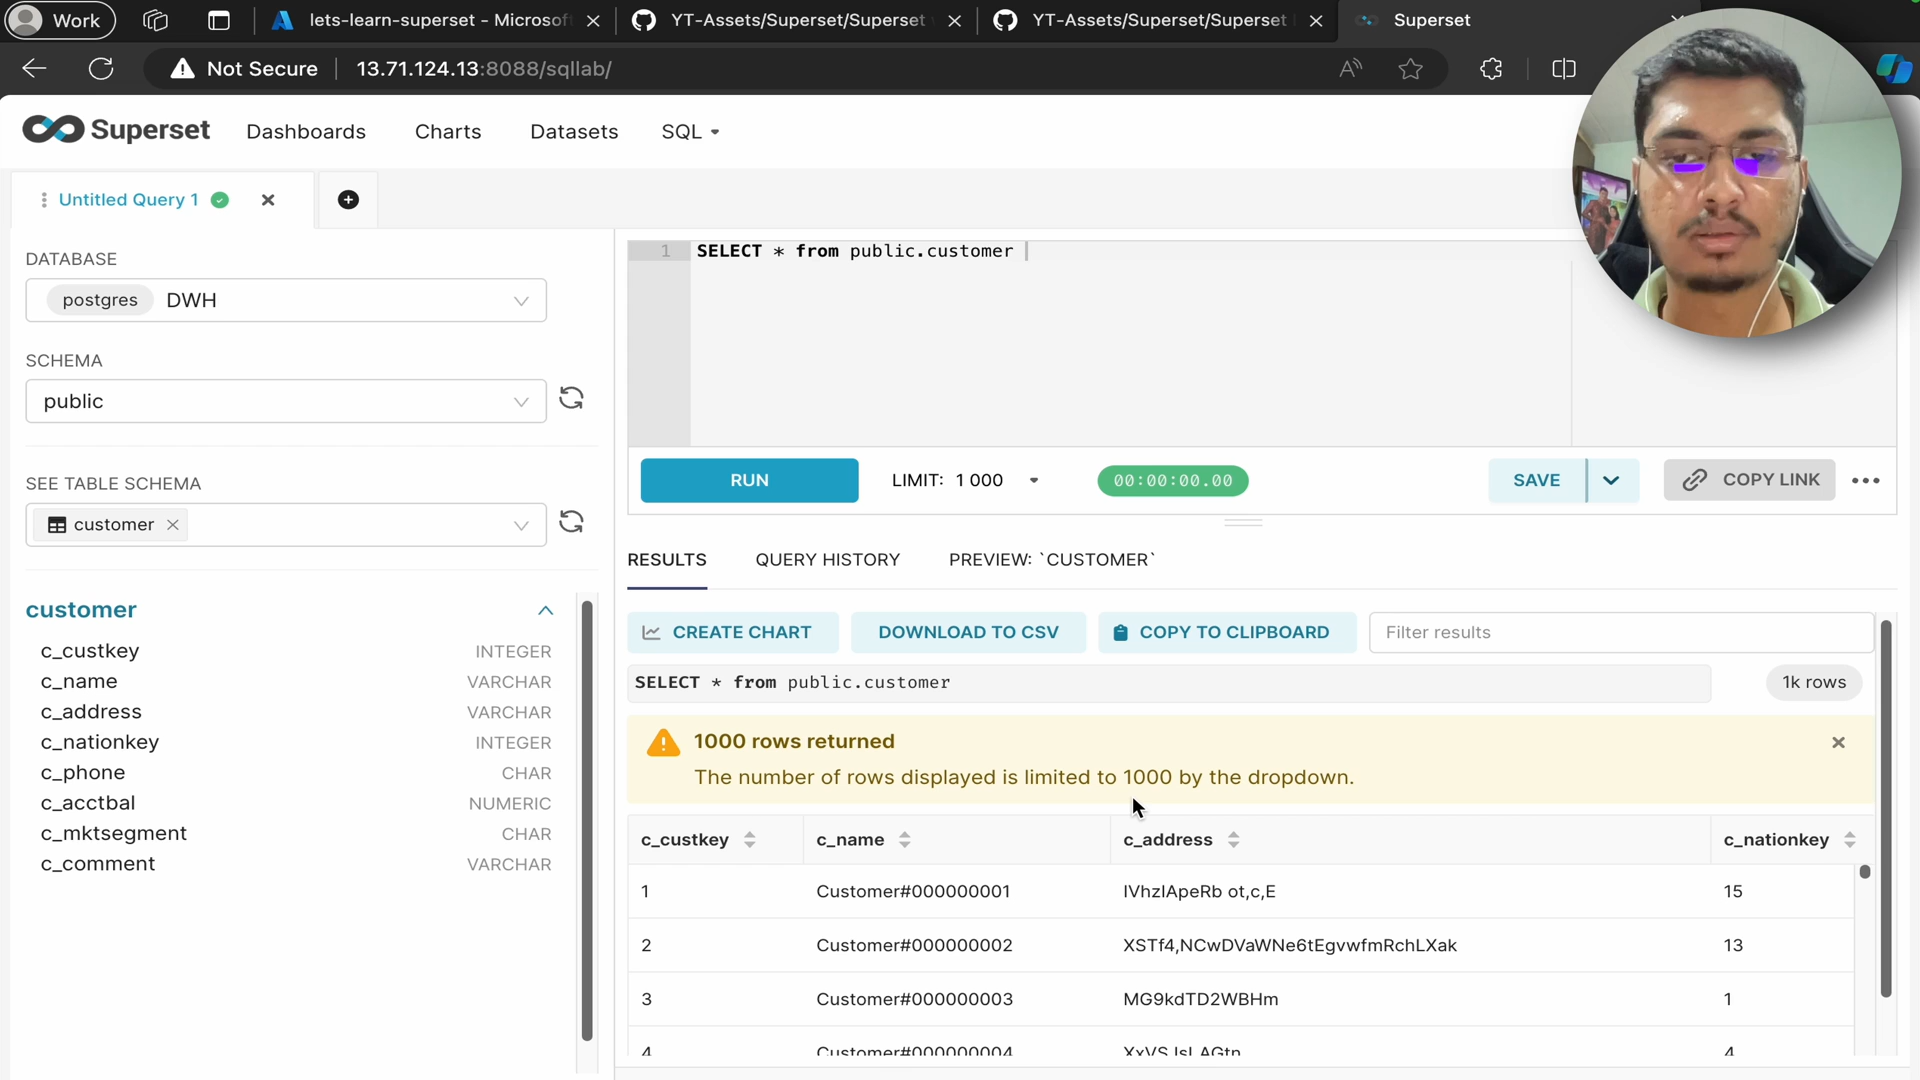 Work
lets-learn-superset - Microsof
YT-Assets/Superset/Superset
YT-Assets/Superset/Superset
Superset
Not Secure
13.71.124.13:8088/sqllab/
Superset
Dashboards
Charts
Datasets
SQL
Untitled Query 1
DATABASE
postgres DWH
SCHEMA
public
SEE TABLE SCHEMA
customer
customer
c_custkey INTEGER
c_name VARCHAR
c_address VARCHAR
c_nationkey INTEGER
c_phone CHAR
c_acctbal NUMERIC
c_mktsegment CHAR
c_comment VARCHAR
1 SELECT * from public.customer
RUN
LIMIT: 1 000
00:00:00.00
SAVE
COPY LINK
RESULTS
QUERY HISTORY
PREVIEW: `CUSTOMER`
CREATE CHART
DOWNLOAD TO CSV
COPY TO CLIPBOARD
Filter results
SELECT * from public.customer
1k rows
1000 rows returned
The number of rows displayed is limited to 1000 by the dropdown.
c_custkey c_name c_address c_nationkey
1 Customer#000000001 IVhzIApeRb ot,c,E 15
2 Customer#000000002 XSTf4,NCwDVaWNe6tEgvwfmRchLXak 13
3 Customer#000000003 MG9kdTD2WBHm 1
4 Customer#000000004 4